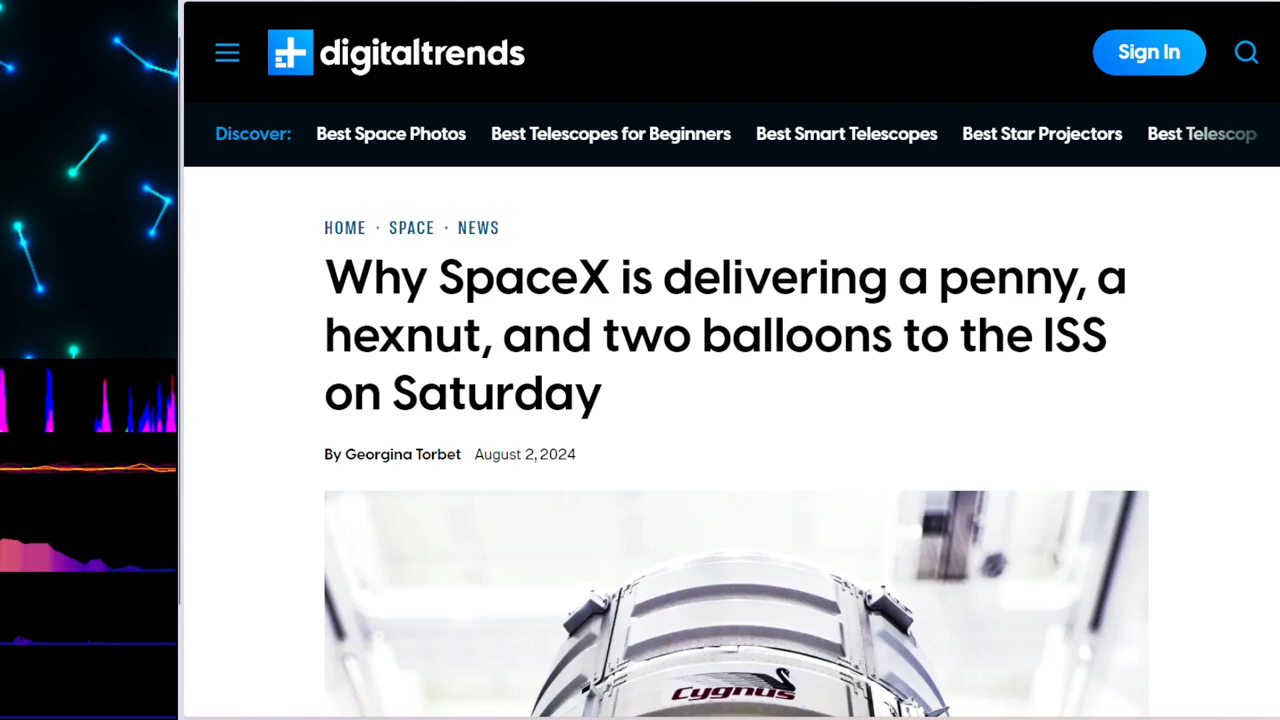 digitaltrends
Sign In
Discover: Best Space Photos Best Telescopes for Beginners Best Smart Telescopes Best Star Projectors Best Telescop
HOME · SPACE · NEWS
Why SpaceX is delivering a penny, a
hexnut, and two balloons to the ISS
on Saturday
By Georgina Torbet August 2, 2024
Cygnus